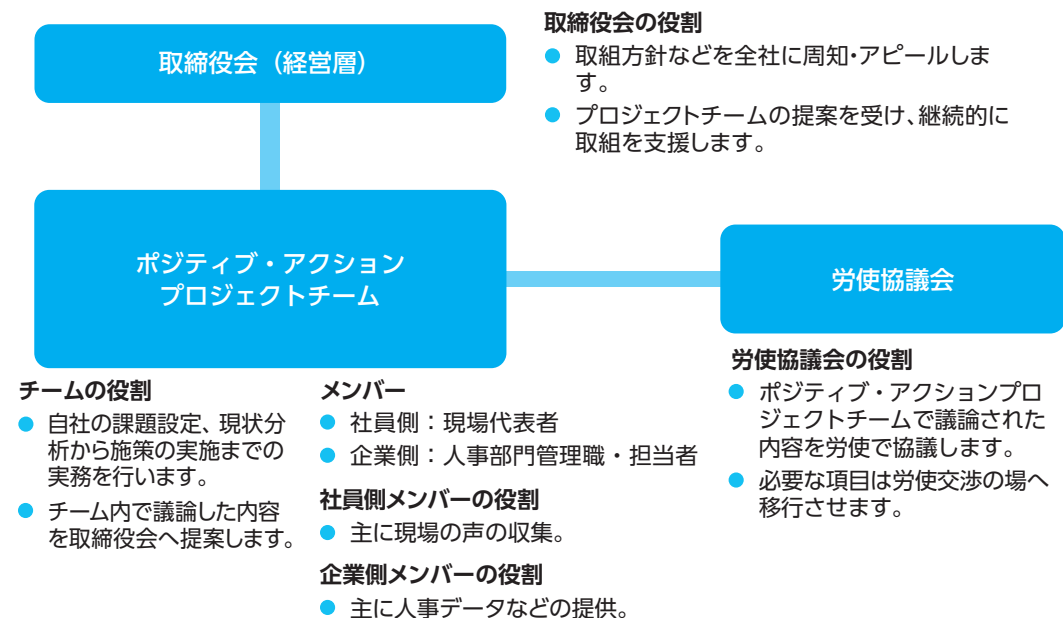 取締役会（経営層）
取締役会の役割
● 取組方針などを全社に周知・アピールしま
す。
● プロジェクトチームの提案を受け、継続的に
取組を支援します。
ポジティブ・アクション
プロジェクトチーム
労使協議会
チームの役割
● 自社の課題設定、現状分
析から施策の実施までの
実務を行います。
● チーム内で議論した内容
を取締役会へ提案します。
メンバー
● 社員側：現場代表者
● 企業側：人事部門管理職・担当者
社員側メンバーの役割
● 主に現場の声の収集。
企業側メンバーの役割
● 主に人事データなどの提供。
労使協議会の役割
● ポジティブ・アクションプロ
ジェクトチームで議論された
内容を労使で協議します。
● 必要な項目は労使交渉の場へ
移行させます。